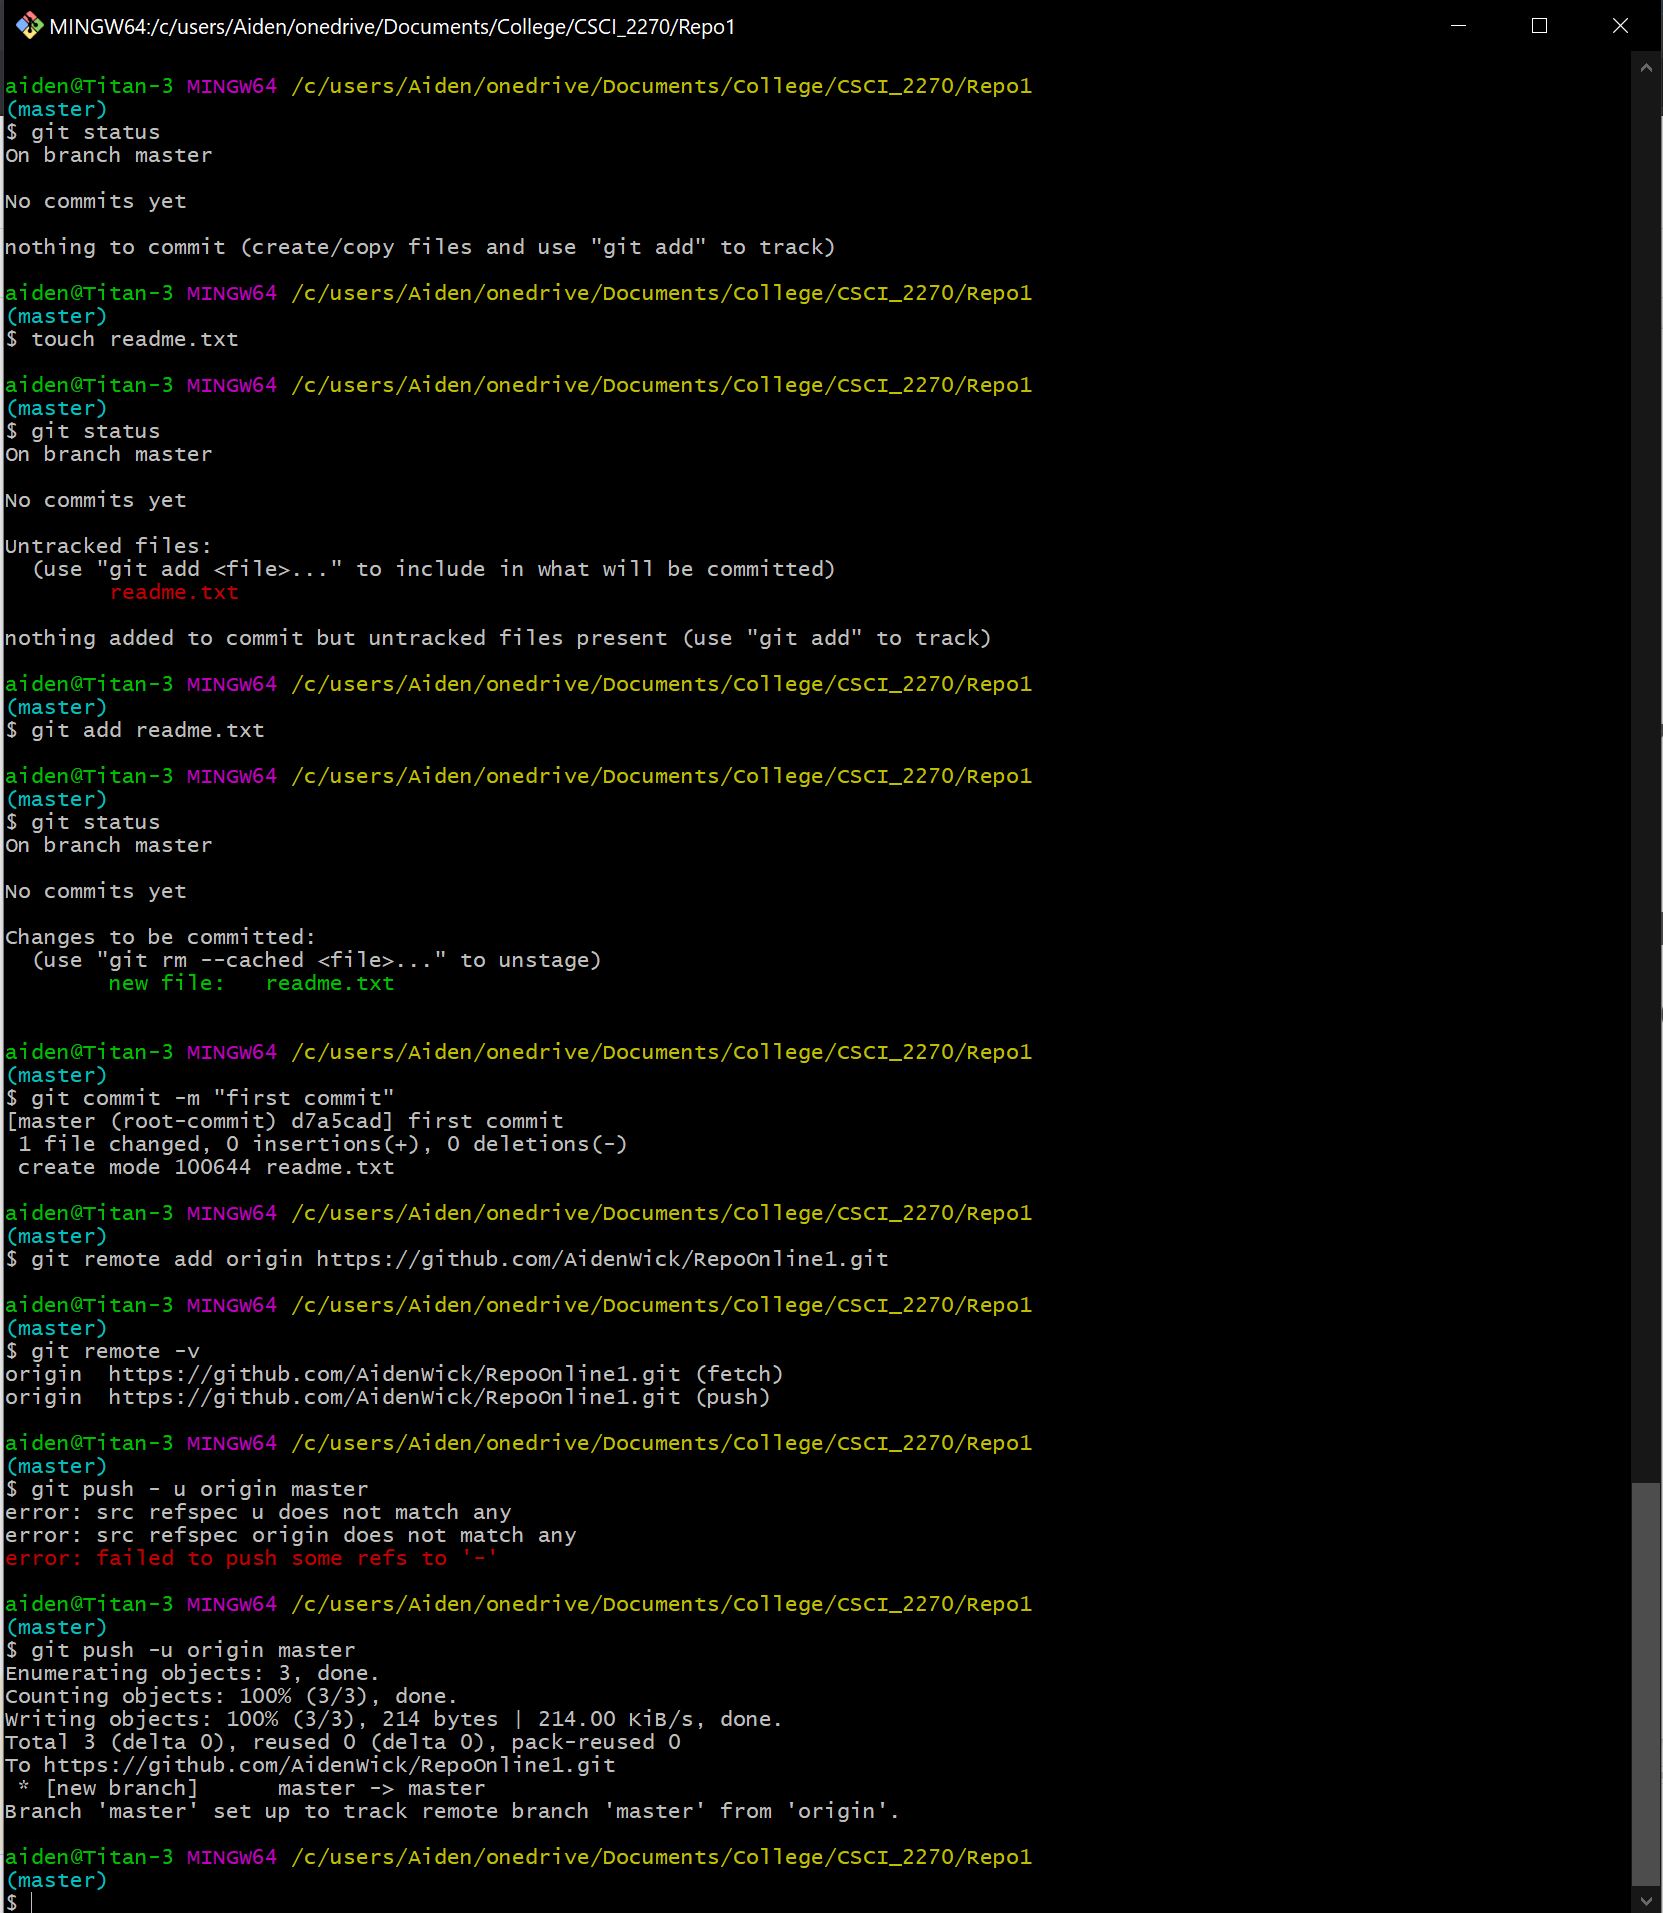 MINGW64:/c/users/Aiden/onedrive/Documents/College/CSCI_2270/Repo1
aiden@Titan-3 MINGW64 /c/users/Aiden/onedrive/Documents/College/CSCI_2270/Repo1
(master)
$ git status
On branch master
No commits yet
nothing to commit (create/copy files and use "git add" to track)
aiden@Titan-3 MINGW64 /c/users/Aiden/onedrive/Documents/College/CSCI_2270/Repo1
(master)
$ touch readme.txt
aiden@Titan-3 MINGW64 /c/users/Aiden/onedrive/Documents/College/CSCI_2270/Repo1
(master)
$ git status
On branch master
No commits yet
Untracked files:
  (use "git add <file>..." to include in what will be committed)
        readme.txt
nothing added to commit but untracked files present (use "git add" to track)
aiden@Titan-3 MINGW64 /c/users/Aiden/onedrive/Documents/College/CSCI_2270/Repo1
(master)
$ git add readme.txt
aiden@Titan-3 MINGW64 /c/users/Aiden/onedrive/Documents/College/CSCI_2270/Repo1
(master)
$ git status
On branch master
No commits yet
Changes to be committed:
  (use "git rm --cached <file>..." to unstage)
        new file:   readme.txt
aiden@Titan-3 MINGW64 /c/users/Aiden/onedrive/Documents/College/CSCI_2270/Repo1
(master)
$ git commit -m "first commit"
[master (root-commit) d7a5cad] first commit
 1 file changed, 0 insertions(+), 0 deletions(-)
 create mode 100644 readme.txt
aiden@Titan-3 MINGW64 /c/users/Aiden/onedrive/Documents/College/CSCI_2270/Repo1
(master)
$ git remote add origin https://github.com/AidenWick/RepoOnline1.git
aiden@Titan-3 MINGW64 /c/users/Aiden/onedrive/Documents/College/CSCI_2270/Repo1
(master)
$ git remote -v
origin  https://github.com/AidenWick/RepoOnline1.git (fetch)
origin  https://github.com/AidenWick/RepoOnline1.git (push)
aiden@Titan-3 MINGW64 /c/users/Aiden/onedrive/Documents/College/CSCI_2270/Repo1
(master)
$ git push - u origin master
error: src refspec u does not match any
error: src refspec origin does not match any
error: failed to push some refs to '-'
aiden@Titan-3 MINGW64 /c/users/Aiden/onedrive/Documents/College/CSCI_2270/Repo1
(master)
$ git push -u origin master
Enumerating objects: 3, done.
Counting objects: 100% (3/3), done.
Writing objects: 100% (3/3), 214 bytes | 214.00 KiB/s, done.
Total 3 (delta 0), reused 0 (delta 0), pack-reused 0
To https://github.com/AidenWick/RepoOnline1.git
 * [new branch]      master -> master
Branch 'master' set up to track remote branch 'master' from 'origin'.
aiden@Titan-3 MINGW64 /c/users/Aiden/onedrive/Documents/College/CSCI_2270/Repo1
(master)
$